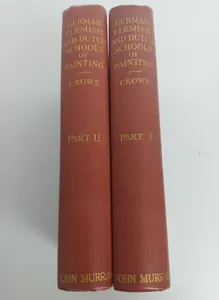 GERMAN
FLEMISH
AND DUTCH
SCHOOLS
OF
PAINTING
CROWE
PART II
JOHN MURRAY
GERMAN
FLEMISH
AND DUTCH
SCHOOLS
OF
PAINTING
CROWE
PART I
JOHN MURRAY